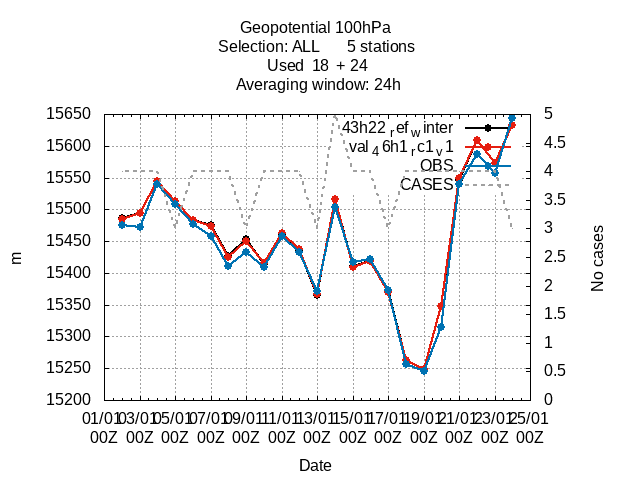 Geopotential 100hPa
Selection: ALL      5 stations
Used  18  + 24
Averaging window: 24h
15650
15600
15550
15500
15450
15400
15350
15300
15250
15200
m
5
4.5
4
3.5
3
2.5
2
1.5
1
0.5
0
No cases
43h22refwinter
val46h1rc1v1
OBS
CASES
01/01 03/01 05/01 07/01 09/01 11/01 13/01 15/01 17/01 19/01 21/01 23/01 25/01
00Z 00Z 00Z 00Z 00Z 00Z 00Z 00Z 00Z 00Z 00Z 00Z 00Z
Date